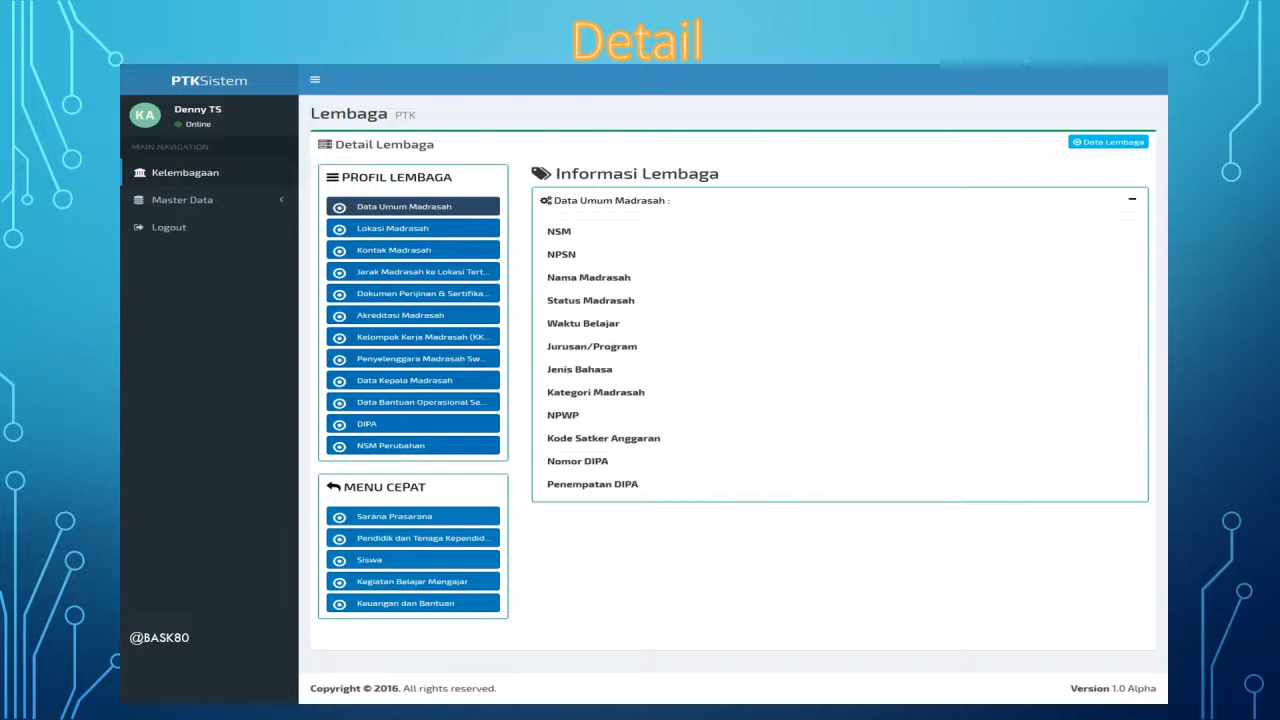 Detail
PTKSistem
KA
Denny TS
Online
MAIN NAVIGATION
Kelembagaan
Master Data
Logout
@BASK80
Lembaga PTK
Detail Lembaga
Data Lembaga
PROFIL LEMBAGA
Data Umum Madrasah
Lokasi Madrasah
Kontak Madrasah
Jarak Madrasah ke Lokasi Tert...
Dokumen Perijinan & Sertifika...
Akreditasi Madrasah
Kelompok Kerja Madrasah (KK...
Penyelenggara Madrasah Sw...
Data Kepala Madrasah
Data Bantuan Operasional Se...
DIPA
NSM Perubahan
MENU CEPAT
Sarana Prasarana
Pendidik dan Tenaga Kependid...
Siswa
Kegiatan Belajar Mengajar
Keuangan dan Bantuan
Informasi Lembaga
Data Umum Madrasah :
NSM
NPSN
Nama Madrasah
Status Madrasah
Waktu Belajar
Jurusan/Program
Jenis Bahasa
Kategori Madrasah
NPWP
Kode Satker Anggaran
Nomor DIPA
Penempatan DIPA
Copyright © 2016. All rights reserved.
Version 1.0 Alpha